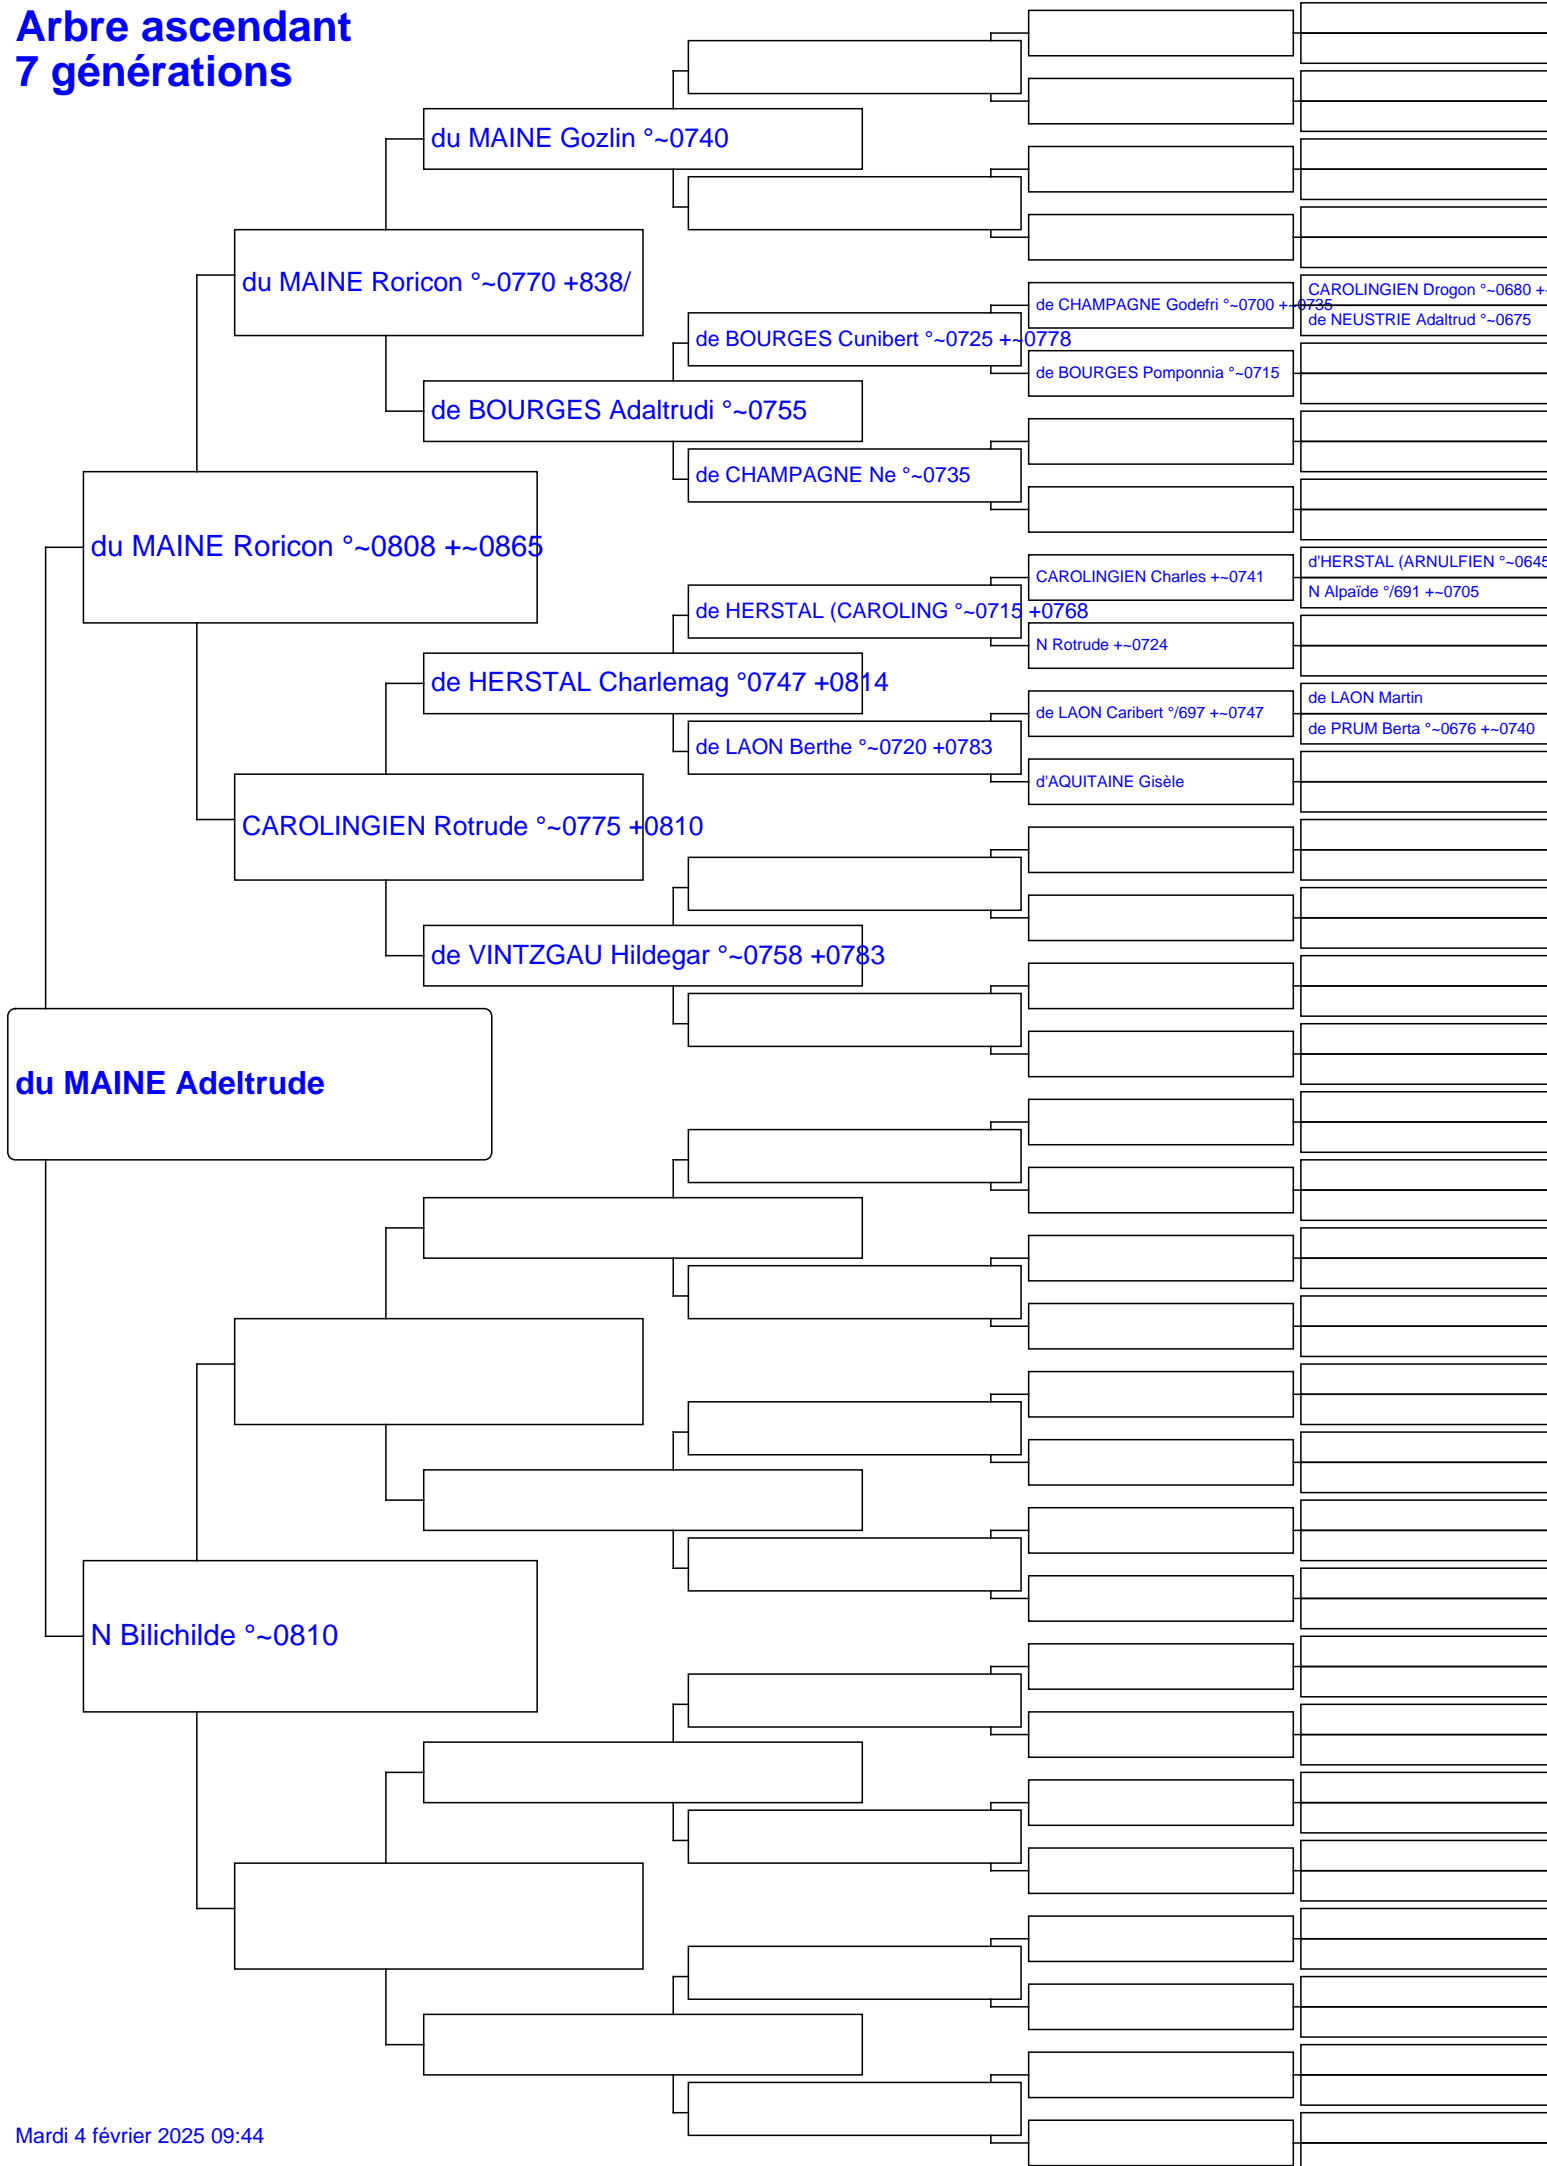 Arbre ascendant
7 générations
du MAINE Gozlin °~0740
du MAINE Roricon °~0770 +838/
CAROLINGIEN Drogon °~0680 +~
de CHAMPAGNE Godefri °~0700 +~0735
de NEUSTRIE Adaltrud °~0675
de BOURGES Cunibert °~0725 +~0778
de BOURGES Pomponnia °~0715
de BOURGES Adaltrudi °~0755
de CHAMPAGNE Ne °~0735
du MAINE Roricon °~0808 +~0865
d'HERSTAL (ARNULFIEN °~0645
CAROLINGIEN Charles +~0741
N Alpaïde °/691 +~0705
de HERSTAL (CAROLING °~0715 +0768
N Rotrude +~0724
de HERSTAL Charlemag °0747 +0814
de LAON Martin
de LAON Caribert °/697 +~0747
de PRUM Berta °~0676 +~0740
de LAON Berthe °~0720 +0783
d'AQUITAINE Gisèle
CAROLINGIEN Rotrude °~0775 +0810
de VINTZGAU Hildegar °~0758 +0783
du MAINE Adeltrude
N Bilichilde °~0810
Mardi 4 février 2025 09:44